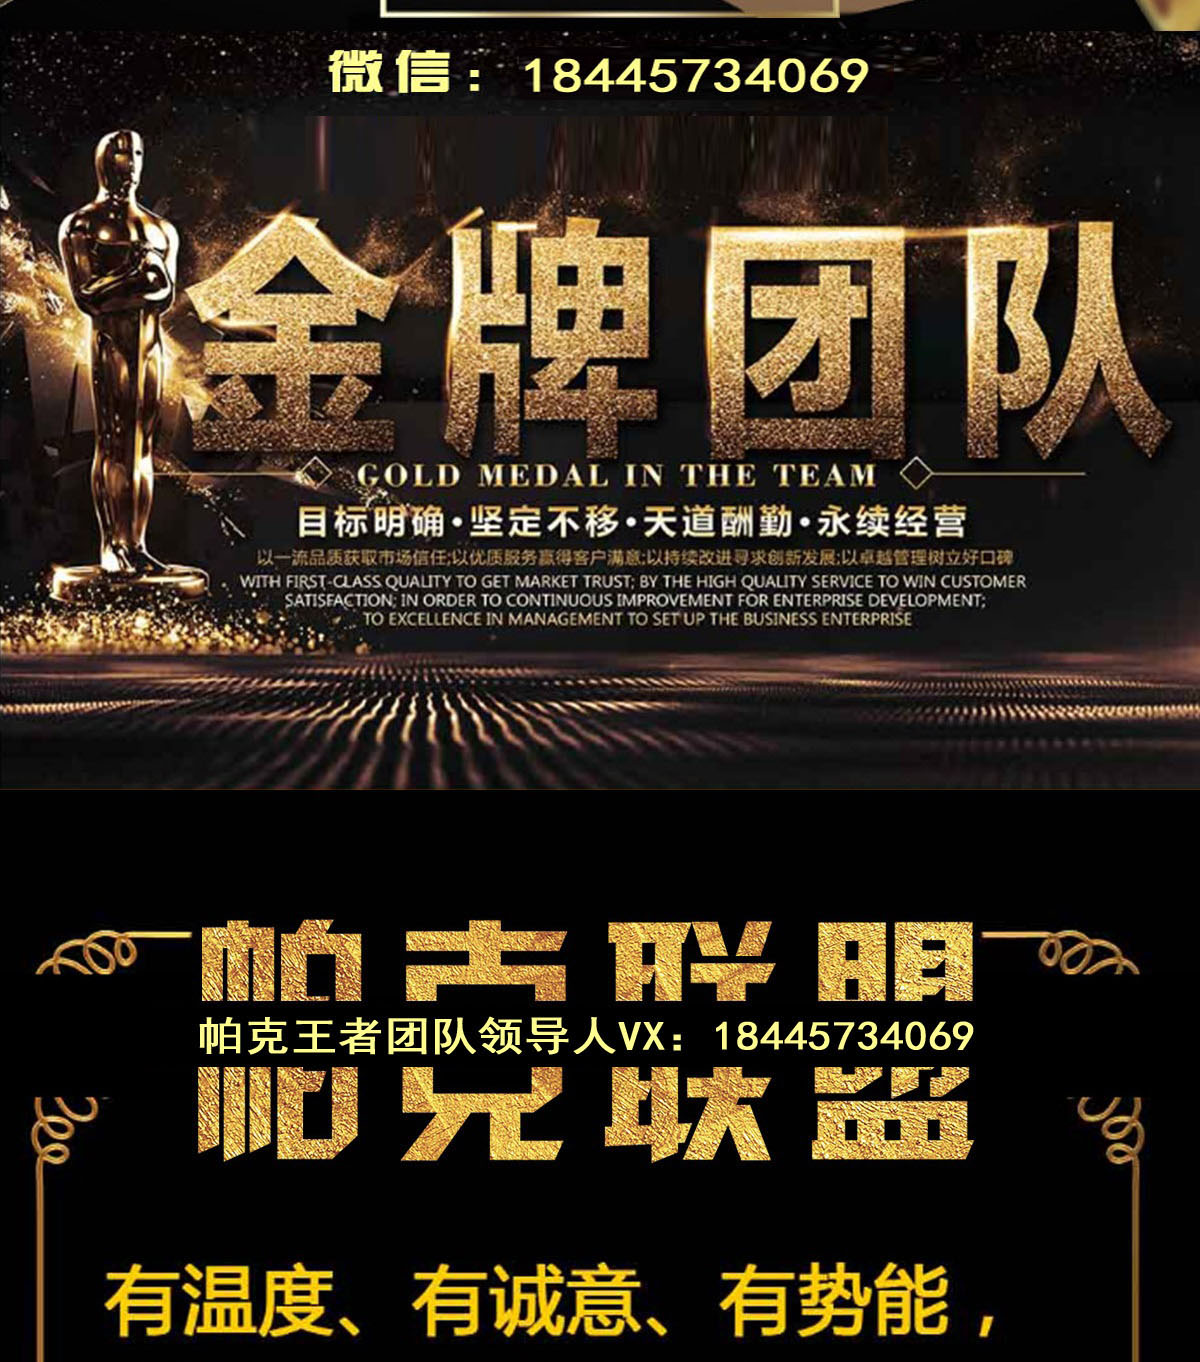 微信：18445734069
金牌团队
GOLD MEDAL IN THE TEAM
目标明确•坚定不移•天道酬勤•永续经营
以一流品质获取市场信任;以优质服务赢得客户满意;以持续改进寻求创新发展;以卓越管理树立好口碑
WITH FIRST-CLASS QUALITY TO GET MARKET TRUST; BY THE HIGH QUALITY SERVICE TO WIN CUSTOMER
SATISFACTION; IN ORDER TO CONTINUOUS IMPROVEMENT FOR ENTERPRISE DEVELOPMENT;
TO EXCELLENCE IN MANAGEMENT TO SET UP THE BUSINESS ENTERPRISE
帕克联盟
帕克王者团队领导人VX：18445734069
有温度、有诚意、有势能，